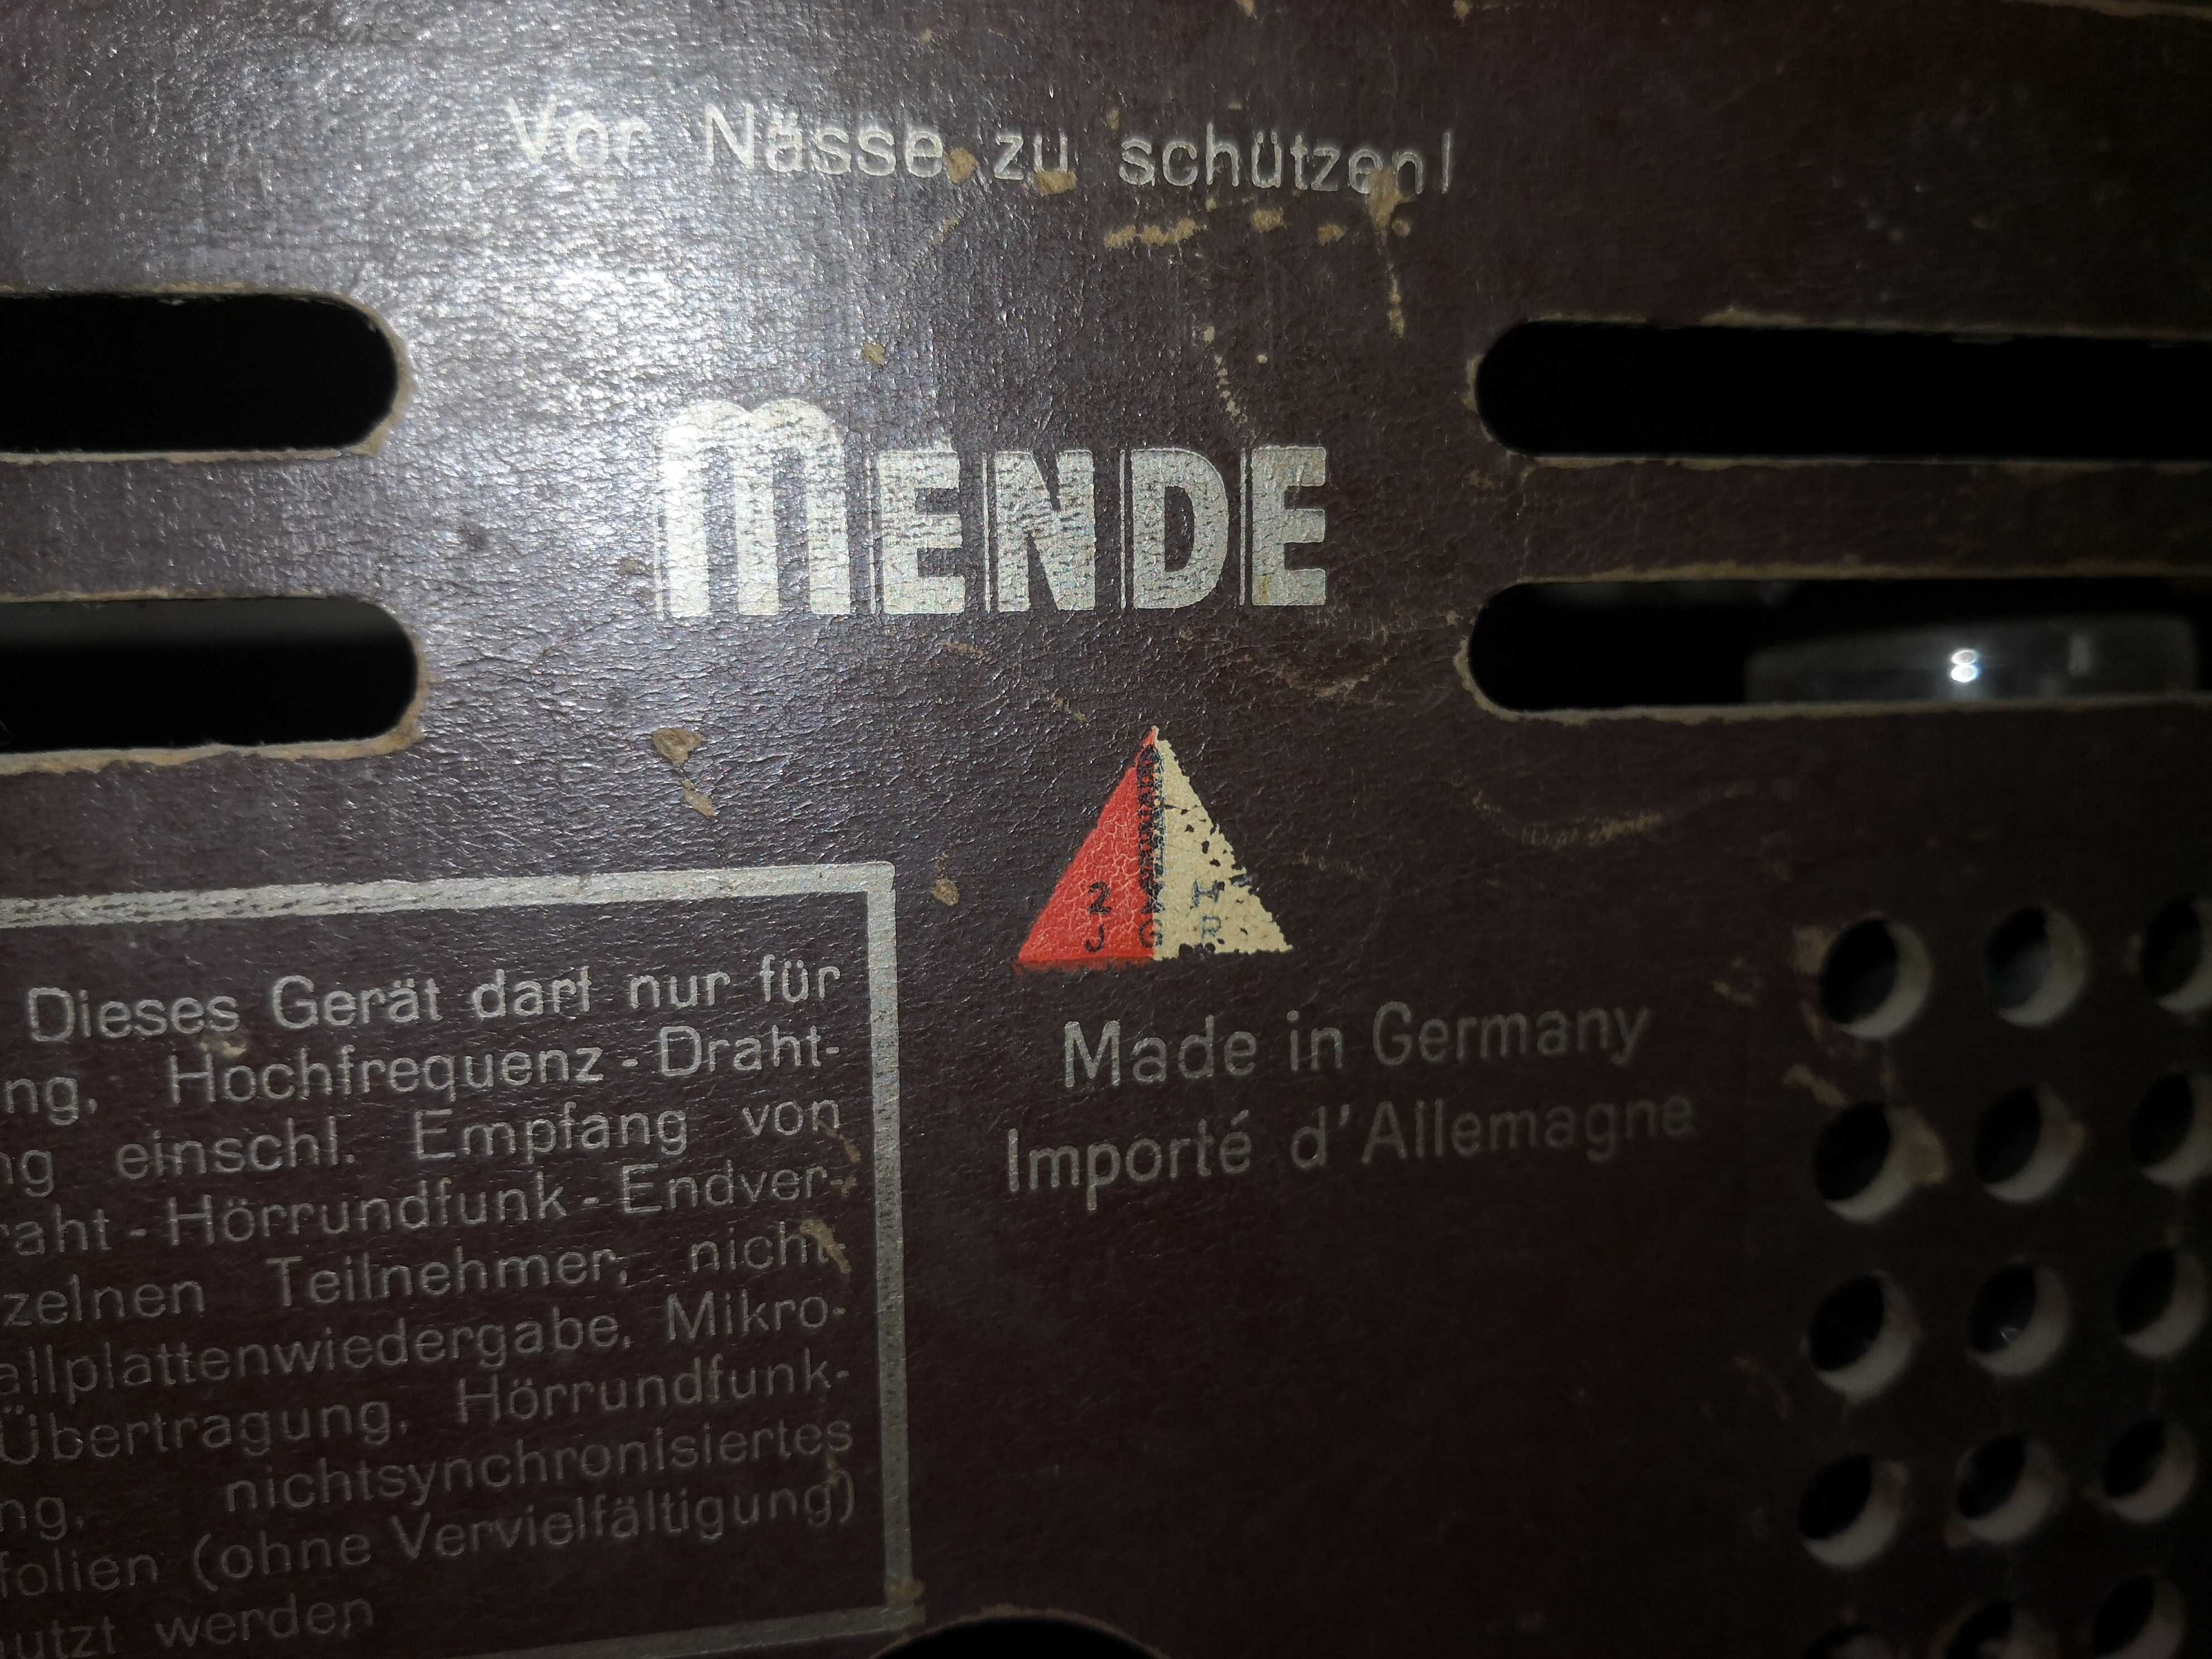 Vor Nässe zu schützen!
MENDE
2 H
J G R
Dieses Gerät darf nur für
ng, Hochfrequenz-Draht-
ng einschl. Empfang von
raht-Hörrundfunk-Endver-
zelnen Teilnehmer, nicht
allplattenwiedergabe, Mikro-
Übertragung, Hörrundfunk-
ng, nichtsynchronisiertes
folien (ohne Vervielfältigung)
utzt werden
Made in Germany
Importé d'Allemagne